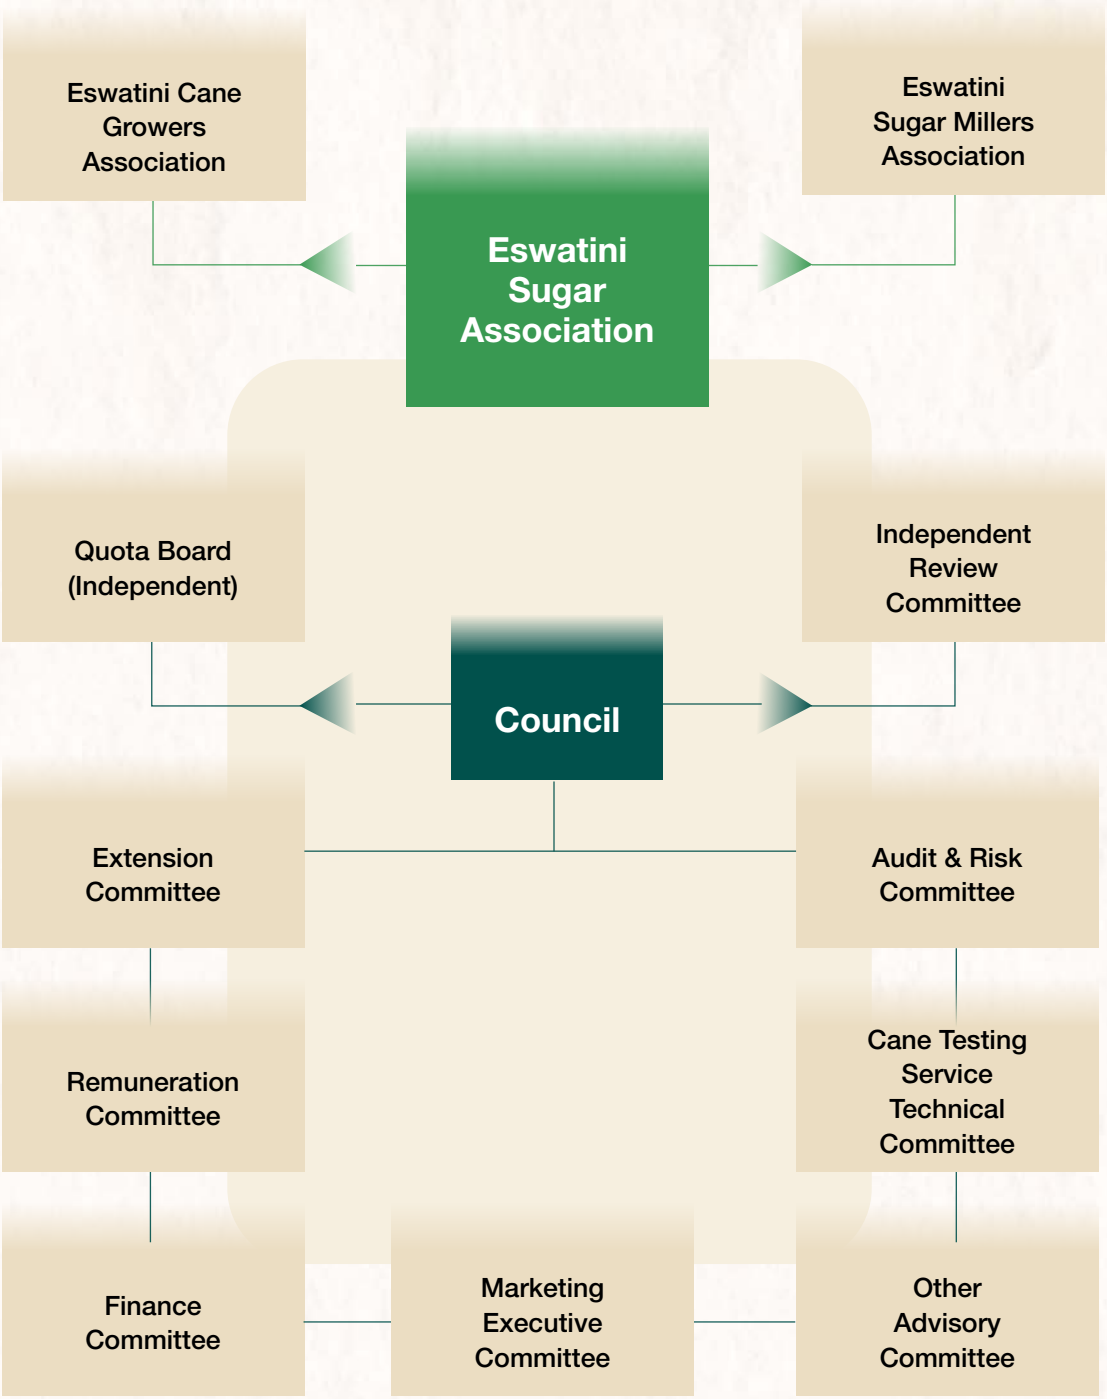 Eswatini Cane
Growers
Association
Eswatini
Sugar Millers
Association
Eswatini
Sugar
Association
Quota Board
(Independent)
Independent
Review
Committee
Council
Extension
Committee
Audit & Risk
Committee
Remuneration
Committee
Cane Testing
Service
Technical
Committee
Finance
Committee
Marketing
Executive
Committee
Other
Advisory
Committee